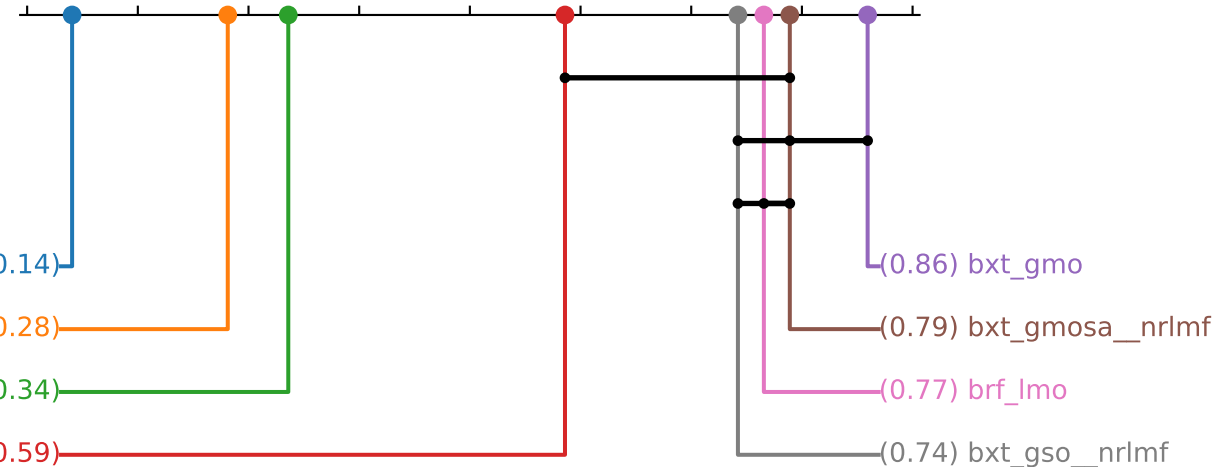 0.14)
(0.86) bxt_gmo
0.28)
(0.79) bxt_gmosa__nrlmf
0.34)
(0.77) brf_lmo
0.59)
(0.74) bxt_gso__nrlmf